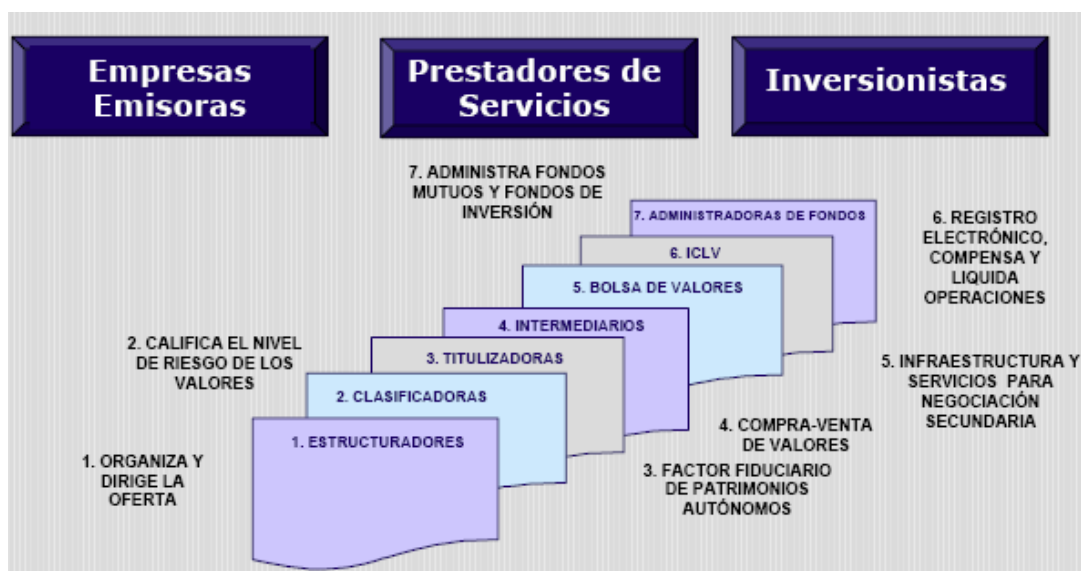 Empresas
Emisoras
Prestadores de
Servicios
Inversionistas
7. ADMINISTRA FONDOS
MUTUOS Y FONDOS DE
INVERSIÓN
7. ADMINISTRADORAS DE FONDOS
6. REGISTRO
ELECTRÓNICO,
COMPENSA Y
LIQUIDA
OPERACIONES
6. ICLV
5. BOLSA DE VALORES
4. INTERMEDIARIOS
2. CALIFICA EL NIVEL
DE RIESGO DE LOS
VALORES
3. TITULIZADORAS
5. INFRAESTRUCTURA Y
SERVICIOS PARA
NEGOCIACIÓN
SECUNDARIA
2. CLASIFICADORAS
4. COMPRA-VENTA
DE VALORES
1. ESTRUCTURADORES
1. ORGANIZA Y
DIRIGE LA
OFERTA
3. FACTOR FIDUCIARIO
DE PATRIMONIOS
AUTÓNOMOS